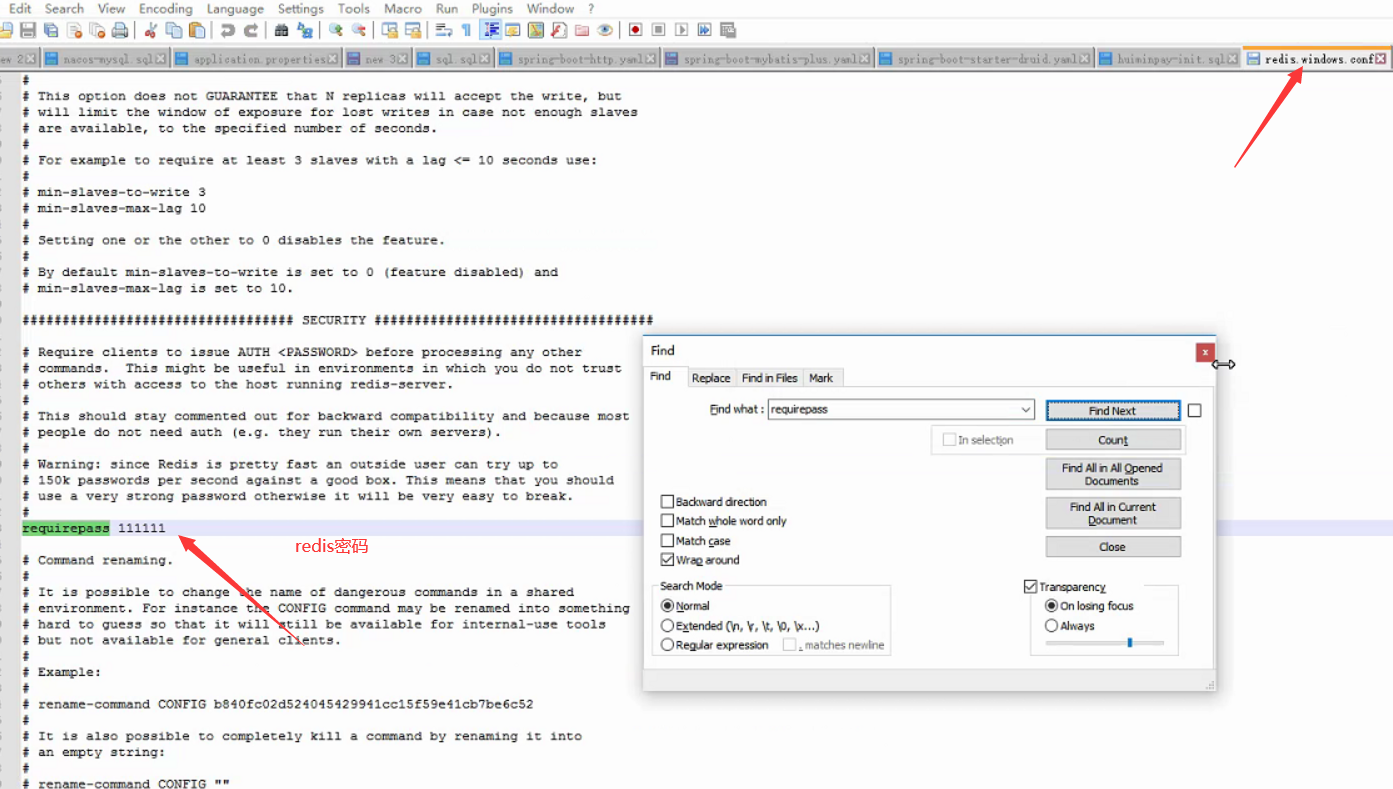 Edit Search View Encoding Language Settings Tools Macro Run Plugins Window ?
new 2 nacos-mysql.sql application.properties new 3 sql.sql spring-boot-http.yaml spring-boot-mybatis-plus.yaml spring-boot-starter-druid.yaml huiminpay-init.sql redis.windows.conf
#
# This option does not GUARANTEE that N replicas will accept the write, but
# will limit the window of exposure for lost writes in case not enough slaves
# are available, to the specified number of seconds.
#
# For example to require at least 3 slaves with a lag <= 10 seconds use:
#
# min-slaves-to-write 3
# min-slaves-max-lag 10
#
# Setting one or the other to 0 disables the feature.
#
# By default min-slaves-to-write is set to 0 (feature disabled) and
# min-slaves-max-lag is set to 10.
################################## SECURITY ###################################
# Require clients to issue AUTH <PASSWORD> before processing any other
# commands.  This might be useful in environments in which you do not trust
# others with access to the host running redis-server.
#
# This should stay commented out for backward compatibility and because most
# people do not need auth (e.g. they run their own servers).
#
# Warning: since Redis is pretty fast an outside user can try up to
# 150k passwords per second against a good box. This means that you should
# use a very strong password otherwise it will be very easy to break.
#
requirepass 111111
redis密码
# Command renaming.
#
# It is possible to change the name of dangerous commands in a shared
# environment. For instance the CONFIG command may be renamed into something
# hard to guess so that it will still be available for internal-use tools
# but not available for general clients.
#
# Example:
#
# rename-command CONFIG b840fc02d524045429941cc15f59e41cb7be6c52
#
# It is also possible to completely kill a command by renaming it into
# an empty string:
#
# rename-command CONFIG ""
Find
Find Replace Find in Files Mark
Find what : requirepass
Find Next
In selection
Count
Find All in All Opened
Documents
Find All in Current
Document
Close
Backward direction
Match whole word only
Match case
Wrap around
Search Mode
Normal
Extended (\n, \r, \t, \0, \x...)
Regular expression . matches newline
Transparency
On losing focus
Always